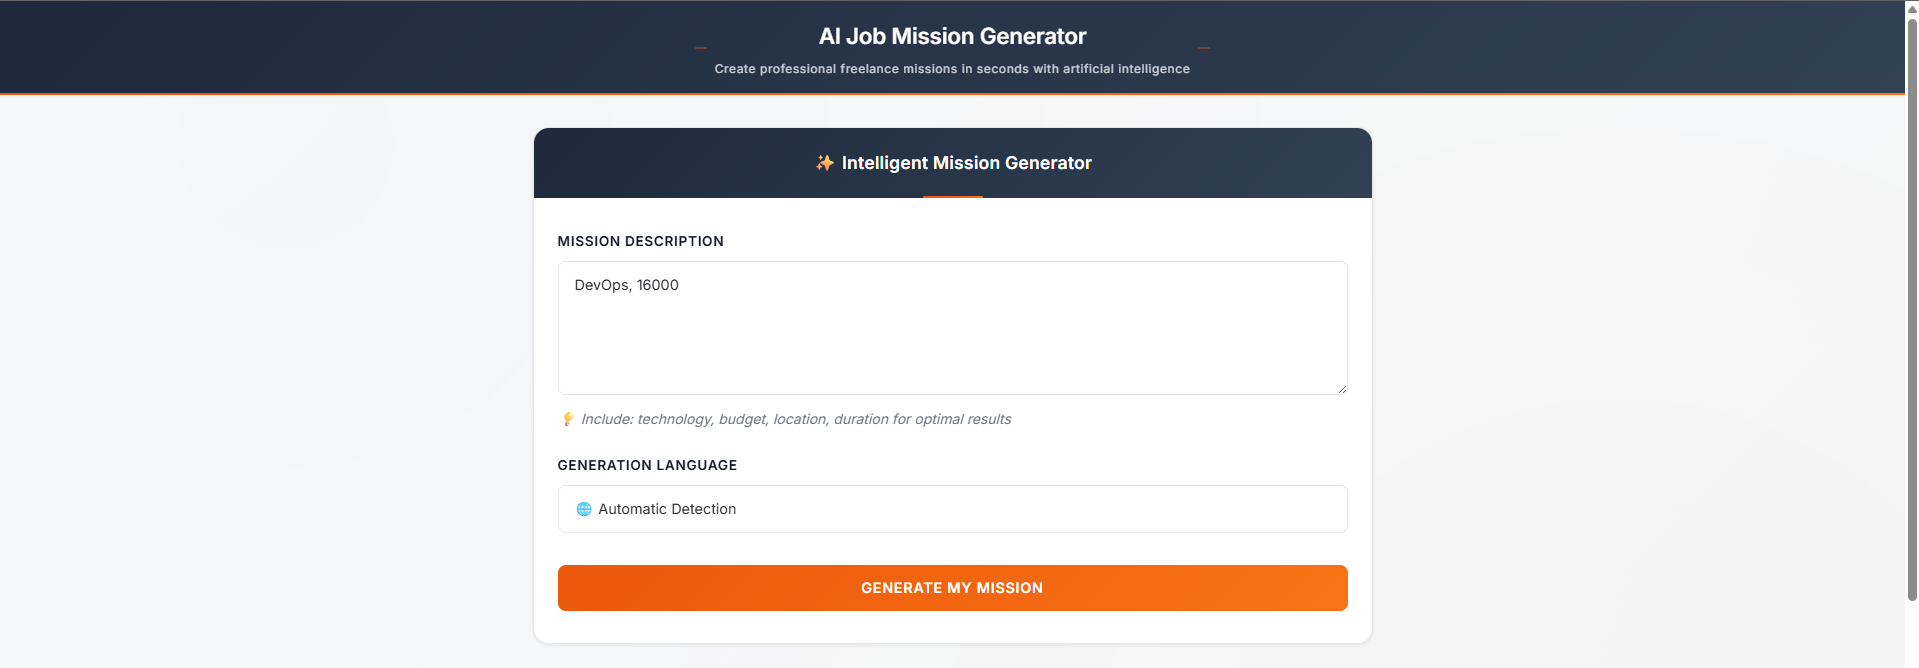 AI Job Mission Generator
Create professional freelance missions in seconds with artificial intelligence
✨ Intelligent Mission Generator
MISSION DESCRIPTION
DevOps, 16000
💡 Include: technology, budget, location, duration for optimal results
GENERATION LANGUAGE
🌐 Automatic Detection
GENERATE MY MISSION